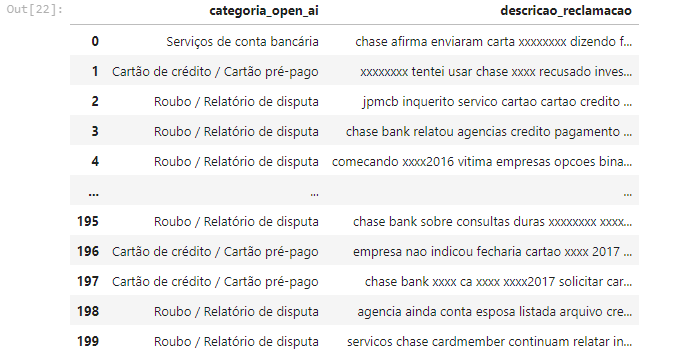 Out[22]:
categoria_open_ai descricao_reclamacao
0 Serviços de conta bancária chase afirma enviaram carta xxxxxxxx dizendo f...
1 Cartão de crédito / Cartão pré-pago xxxxxxxx tentei usar chase xxxx recusado inves...
2 Roubo / Relatório de disputa jpmcb inquerito servico cartao cartao credito ...
3 Roubo / Relatório de disputa chase bank relatou agencias credito pagamento ...
4 Roubo / Relatório de disputa comecando xxxx2016 vitima empresas opcoes bina...
... ... ...
195 Roubo / Relatório de disputa chase bank sobre consultas duras xxxxxxxx xxxx...
196 Cartão de crédito / Cartão pré-pago empresa nao indicou fecharia cartao xxxx 2017 ...
197 Cartão de crédito / Cartão pré-pago chase bank xxxx ca xxxx xxxx2017 solicitar car...
198 Roubo / Relatório de disputa agencia ainda conta esposa listada arquivo cre...
199 Roubo / Relatório de disputa servicos chase cardmember continuam relatar in...